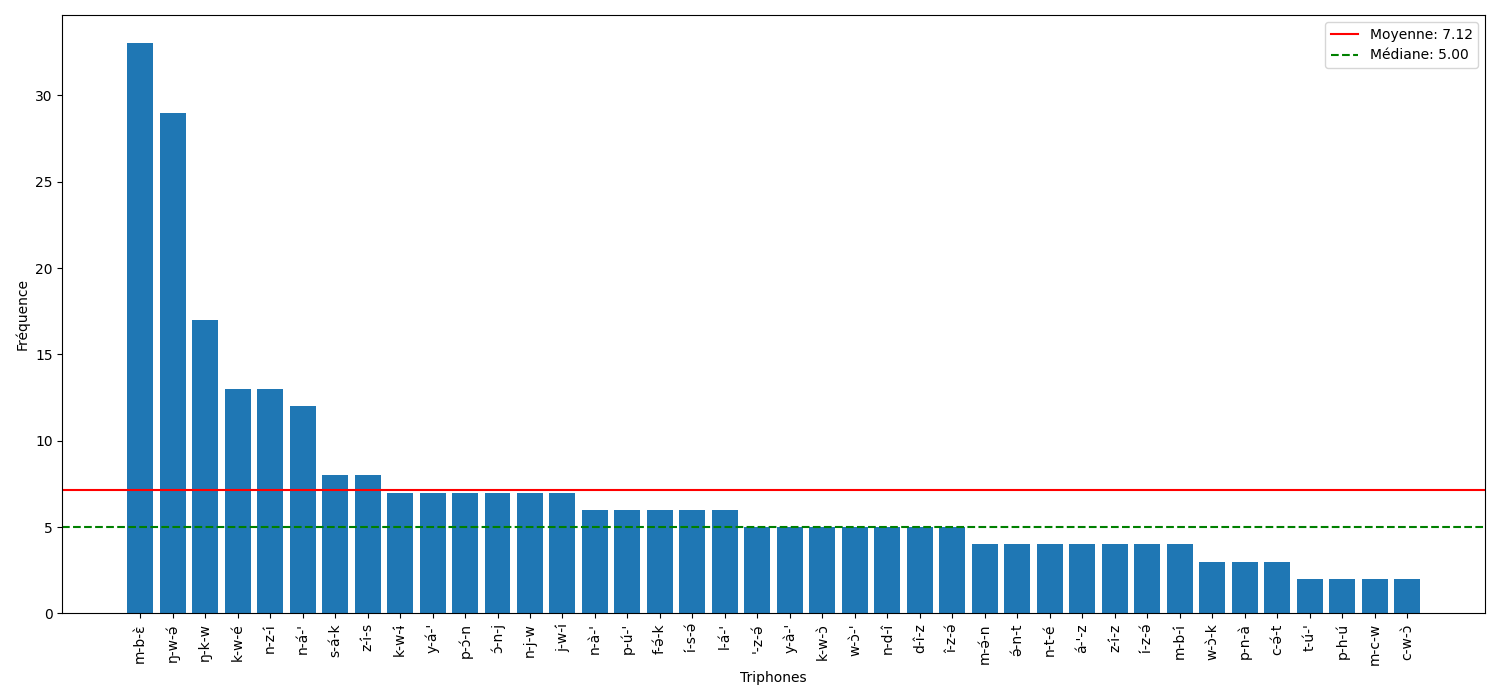 Moyenne: 7.12
Médiane: 5.00
Fréquence
30
25
20
15
10
5
0
m-b-ɛ̀
ŋ-w-ə́
ŋ-k-w
k-w-é
n-z-í
n-á-'
s-á-k
z-í-s
k-w-ɨ́
y-á-'
p-ɔ́-n
ɔ́-n-j
n-j-w
j-w-í
n-à-'
p-ú-'
f-ə́-k
í-s-ə́
l-á-'
'-z-ə́
y-à-'
k-w-ɔ̀
w-ɔ̀-'
n-d-î
d-î-z
î-z-ə́
m-ə́-n
ə́-n-t
n-t-é
á-'-z
z-í-z
í-z-ə́
m-b-í
w-ɔ̀-k
p-n-à
c-ə́-t
t-ú-'
p-h-ú
m-c-w
c-w-ɔ̀
Triphones